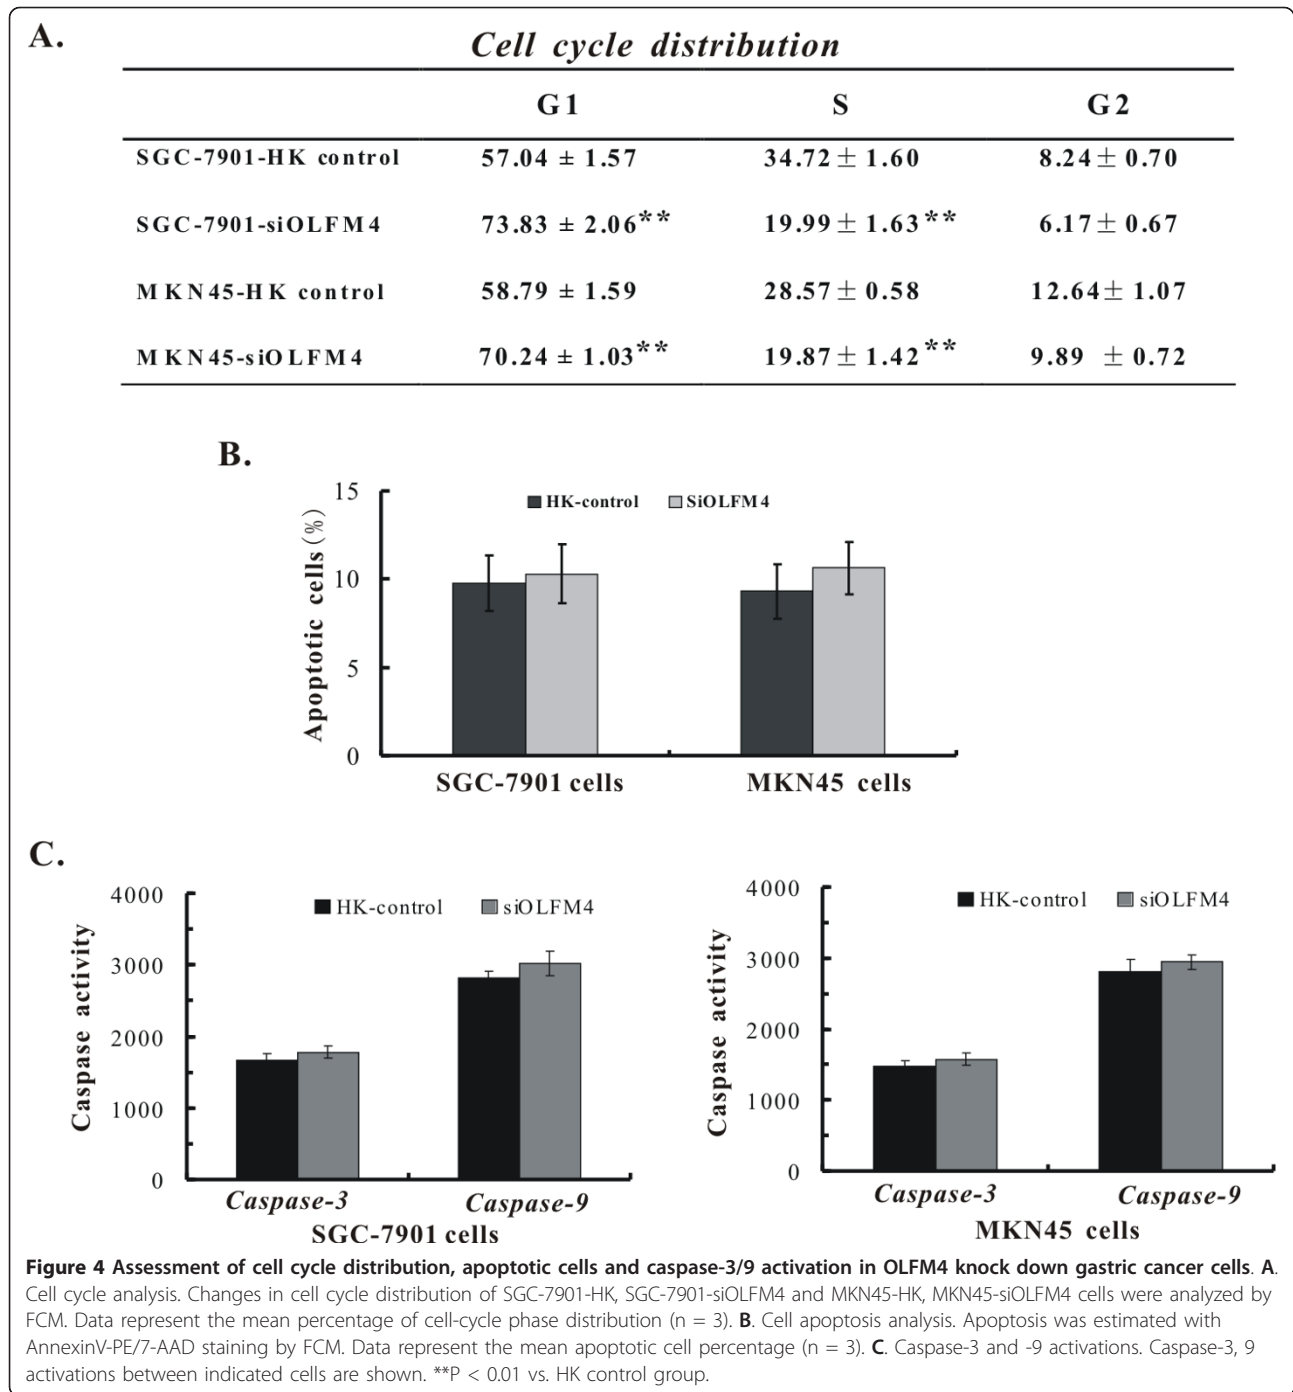 A.
Cell cycle distribution
G1 S G2
SGC-7901-HK control 57.04 ± 1.57 34.72 ± 1.60 8.24 ± 0.70
SGC-7901-siOLFM4 73.83 ± 2.06** 19.99 ± 1.63** 6.17 ± 0.67
MKN45-HK control 58.79 ± 1.59 28.57 ± 0.58 12.64 ± 1.07
MKN45-siOLFM4 70.24 ± 1.03** 19.87 ± 1.42** 9.89 ± 0.72
B.
15
10
5
0
Apoptotic cells (%)
HK-control SiOLFM4
SGC-7901 cells MKN45 cells
C.
4000
3000
2000
1000
0
Caspase activity
HK-control siOLFM4
Caspase-3 Caspase-9
SGC-7901 cells
4000
3000
2000
1000
0
Caspase activity
HK-control siOLFM4
Caspase-3 Caspase-9
MKN45 cells
Figure 4 Assessment of cell cycle distribution, apoptotic cells and caspase-3/9 activation in OLFM4 knock down gastric cancer cells. A.
Cell cycle analysis. Changes in cell cycle distribution of SGC-7901-HK, SGC-7901-siOLFM4 and MKN45-HK, MKN45-siOLFM4 cells were analyzed by
FCM. Data represent the mean percentage of cell-cycle phase distribution (n = 3). B. Cell apoptosis analysis. Apoptosis was estimated with
AnnexinV-PE/7-AAD staining by FCM. Data represent the mean apoptotic cell percentage (n = 3). C. Caspase-3 and -9 activations. Caspase-3, 9
activations between indicated cells are shown. **P < 0.01 vs. HK control group.